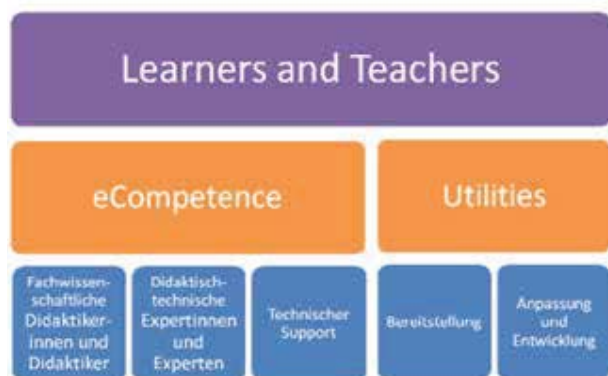 Learners and Teachers
eCompetence
Utilities
Fachwissen-
schaftliche
Didaktiker-
innen und
Didaktiker
Didaktisch-
technische
Expertinnen
und
Experten
Technischer
Support
Bereitstellung
Anpassung
und
Entwicklung